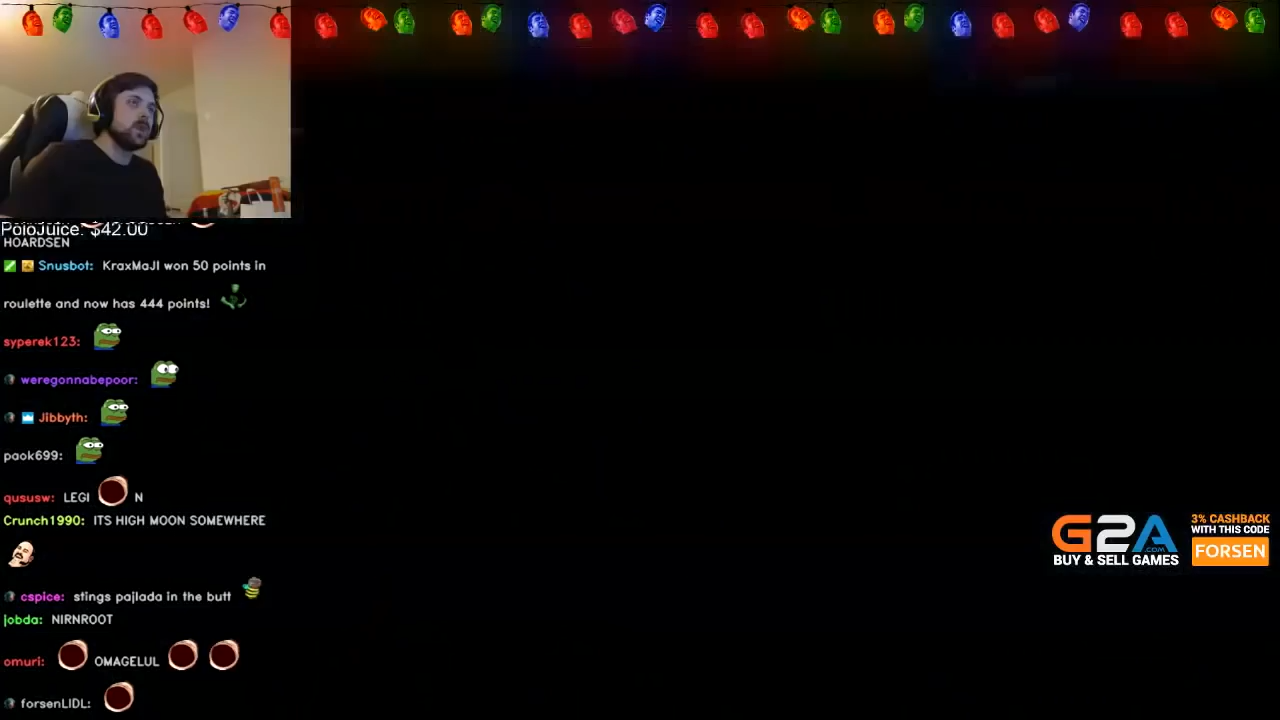 PoloJuice: $42.00
HOARDSEN
Snusbot: KraxMaJI won 50 points in
roulette and now has 444 points!
syperek123:
weregonnabepoor:
Jibbyth:
paok699:
qususw: LEGI N
Crunch1990: ITS HIGH MOON SOMEWHERE
cspice: stings pajlada in the butt
jobda: NIRNROOT
omuri: OMAGELUL
forsenLIDL:
G2A.COM
BUY & SELL GAMES
3% CASHBACK
WITH THIS CODE
FORSEN